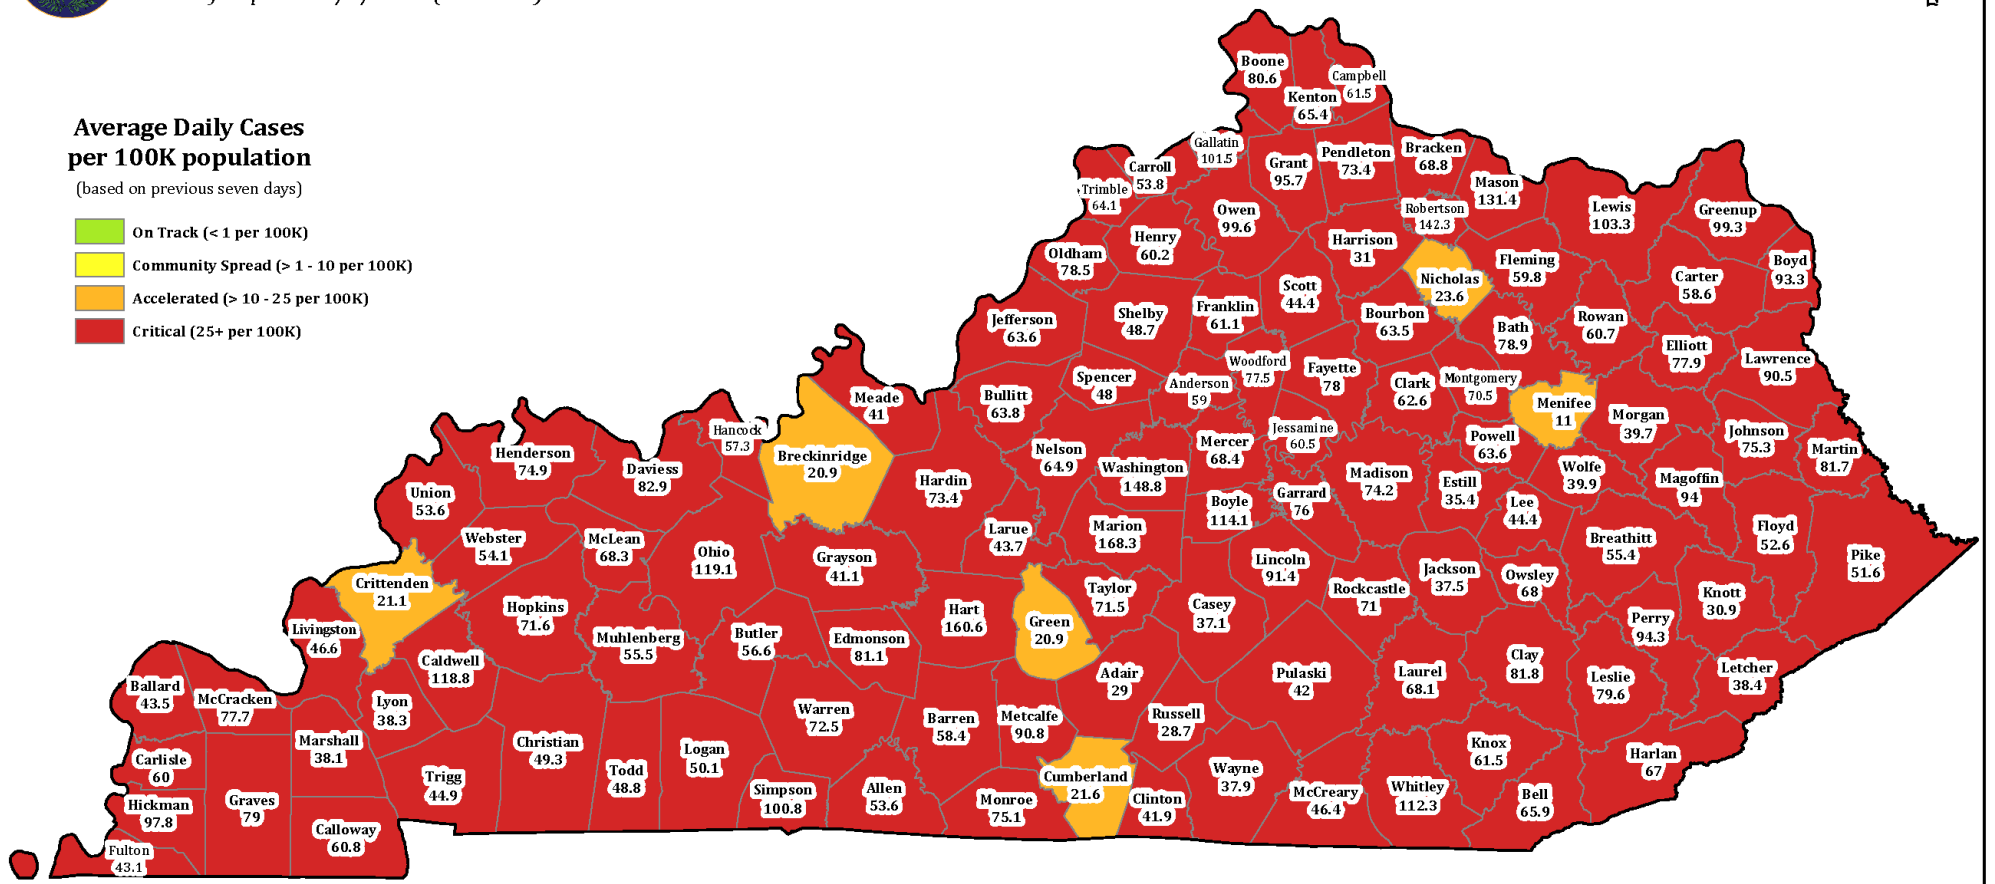 Average Daily Cases
per 100K population
(based on previous seven days)
On Track (< 1 per 100K)
Community Spread (> 1 - 10 per 100K)
Accelerated (> 10 - 25 per 100K)
Critical (25+ per 100K)
Boone
80.6
Kenton
65.4
Campbell
61.5
Gallatin
101.5
Carroll
53.8
Trimble
64.1
Grant
95.7
Pendleton
73.4
Bracken
68.8
Mason
131.4
Robertson
142.3
Lewis
103.3
Greenup
99.3
Boyd
93.3
Carter
58.6
Owen
99.6
Henry
60.2
Oldham
78.5
Harrison
31
Nicholas
23.6
Fleming
59.8
Scott
44.4
Franklin
61.1
Shelby
48.7
Jefferson
63.6
Bourbon
63.5
Bath
78.9
Rowan
60.7
Elliott
77.9
Lawrence
90.5
Woodford
77.5
Fayette
78
Clark
62.6
Montgomery
70.5
Menifee
11
Morgan
39.7
Johnson
75.3
Martin
81.7
Anderson
59
Spencer
48
Bullitt
63.8
Meade
41
Hancock
57.3
Breckinridge
20.9
Henderson
74.9
Daviess
82.9
Union
53.6
Hardin
73.4
Nelson
64.9
Washington
148.8
Mercer
68.4
Jessamine
60.5
Madison
74.2
Powell
63.6
Estill
35.4
Wolfe
39.9
Magoffin
94
Lee
44.4
Garrard
76
Boyle
114.1
Marion
168.3
Larue
43.7
Grayson
41.1
Ohio
119.1
McLean
68.3
Webster
54.1
Crittenden
21.1
Livingston
46.6
Hopkins
71.6
Muhlenberg
55.5
Butler
56.6
Edmonson
81.1
Hart
160.6
Green
20.9
Taylor
71.5
Casey
37.1
Lincoln
91.4
Rockcastle
71
Jackson
37.5
Owsley
68
Breathitt
55.4
Floyd
52.6
Pike
51.6
Knott
30.9
Perry
94.3
Letcher
38.4
Leslie
79.6
Clay
81.8
Laurel
68.1
Pulaski
42
Adair
29
Russell
28.7
Metcalfe
90.8
Barren
58.4
Warren
72.5
Caldwell
118.8
Lyon
38.3
Ballard
43.5
McCracken
77.7
Marshall
38.1
Carlisle
60
Hickman
97.8
Fulton
43.1
Graves
79
Calloway
60.8
Trigg
44.9
Christian
49.3
Todd
48.8
Logan
50.1
Simpson
100.8
Allen
53.6
Monroe
75.1
Cumberland
21.6
Clinton
41.9
Wayne
37.9
McCreary
46.4
Whitley
112.3
Knox
61.5
Bell
65.9
Harlan
67